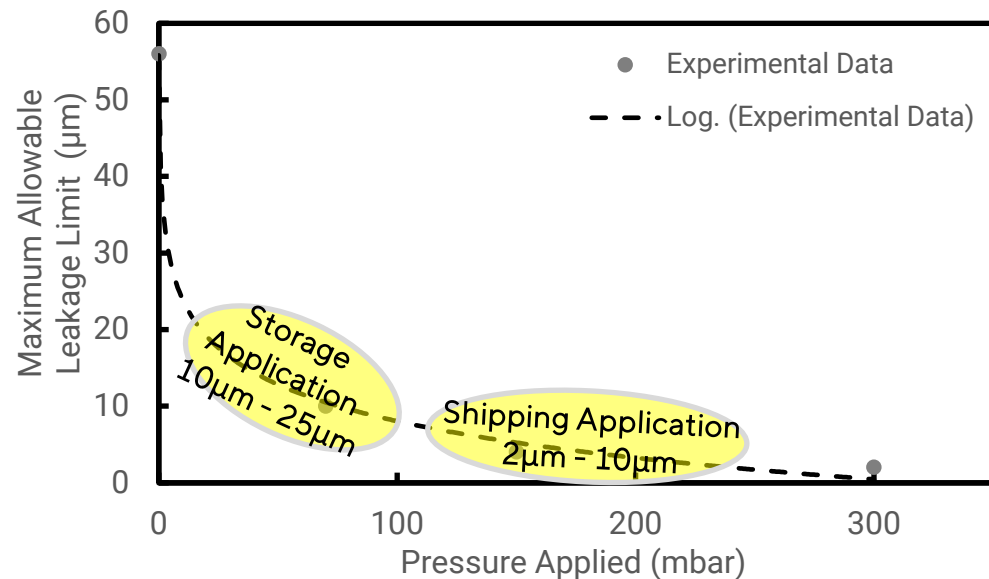 60
50
40
30
20
10
0
Maximum Allowable
Leakage Limit (µm)
Experimental Data
Log. (Experimental Data)
Storage
Application
10µm - 25µm
Shipping Application
2µm - 10µm
0 100 200 300
Pressure Applied (mbar)